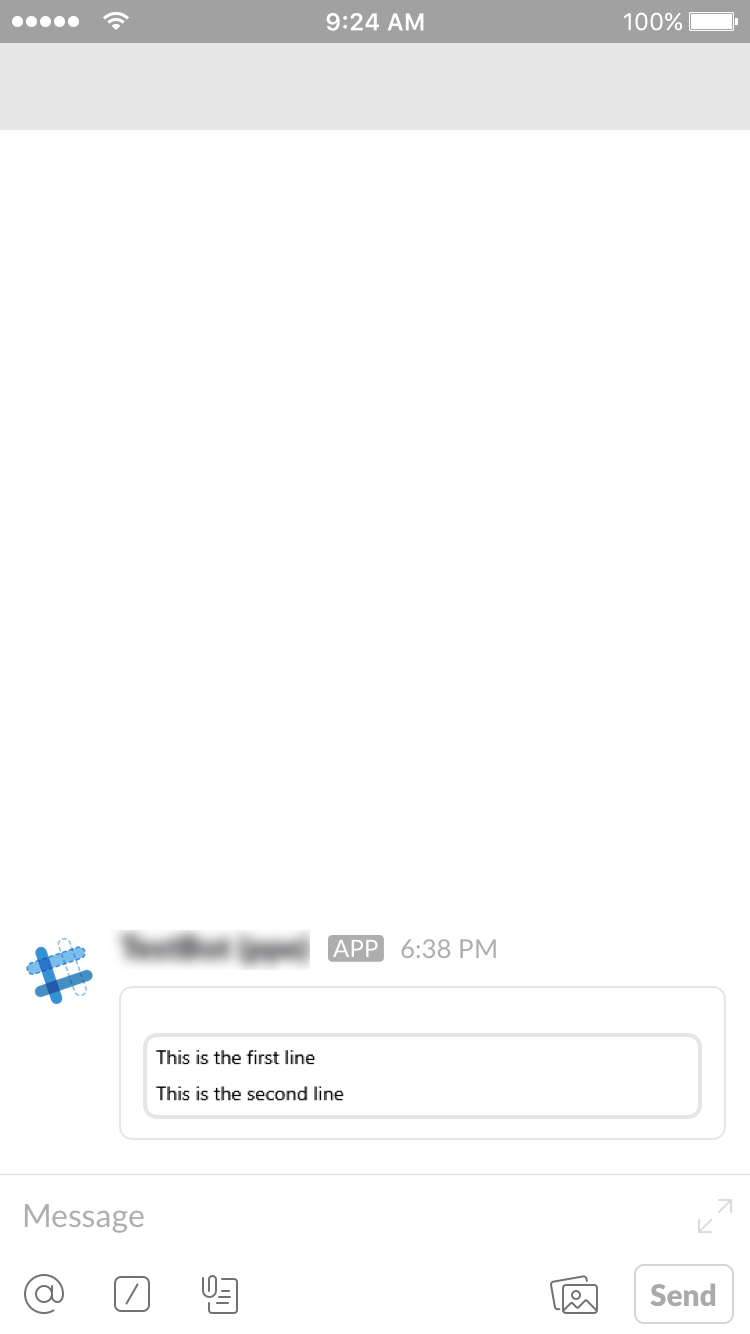 9:24 AM
100%
APP 6:38 PM
This is the first line
This is the second line
Message
Send